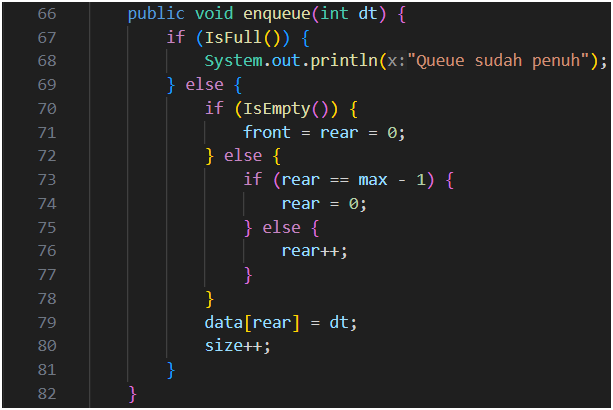 66 public void enqueue(int dt) {
67 if (IsFull()) {
68 System.out.println(x:"Queue sudah penuh");
69 } else {
70 if (IsEmpty()) {
71 front = rear = 0;
72 } else {
73 if (rear == max - 1) {
74 rear = 0;
75 } else {
76 rear++;
77 }
78 }
79 data[rear] = dt;
80 size++;
81 }
82 }